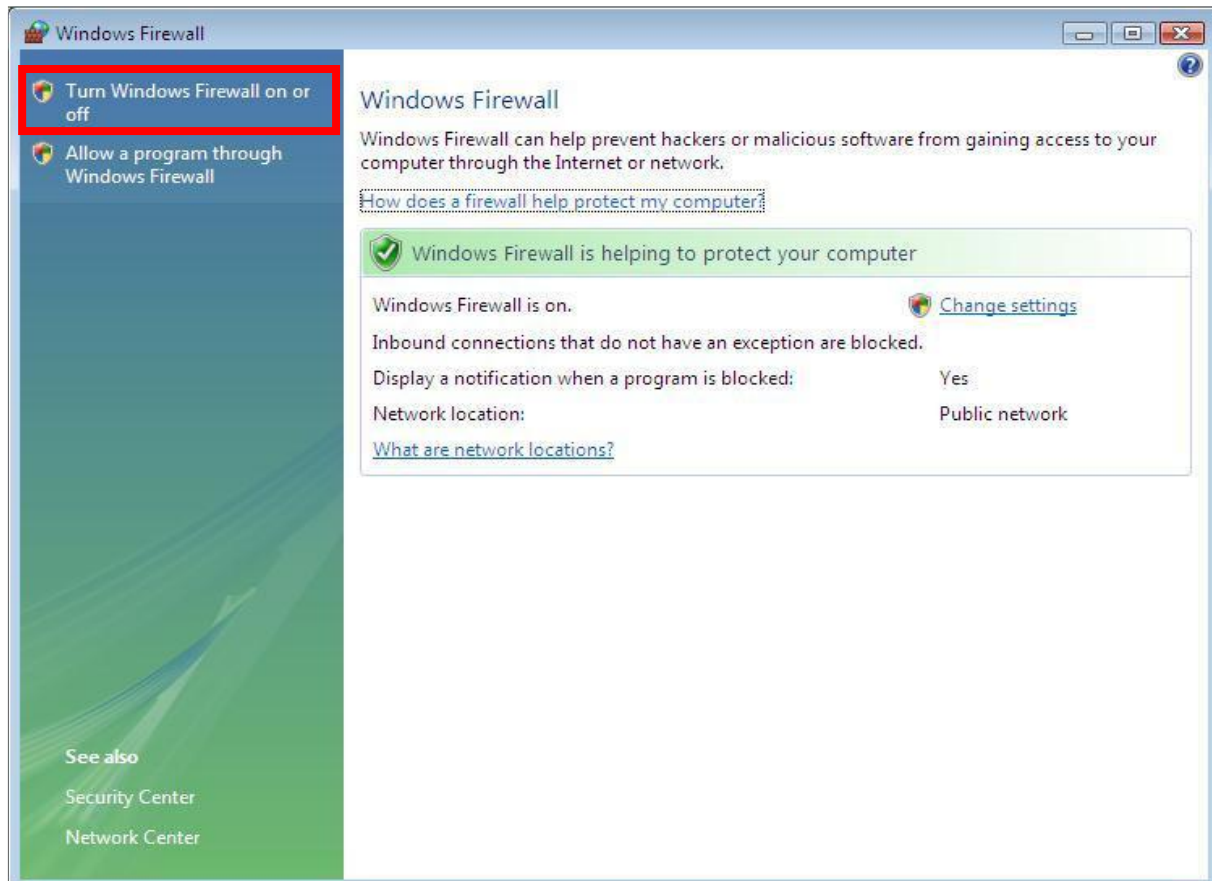 Windows Firewall
Turn Windows Firewall on or
off
Allow a program through
Windows Firewall
Windows Firewall
Windows Firewall can help prevent hackers or malicious software from gaining access to your
computer through the Internet or network.
How does a firewall help protect my computer?
Windows Firewall is helping to protect your computer
Windows Firewall is on.
Change settings
Inbound connections that do not have an exception are blocked.
Display a notification when a program is blocked: Yes
Network location: Public network
What are network locations?
See also
Security Center
Network Center